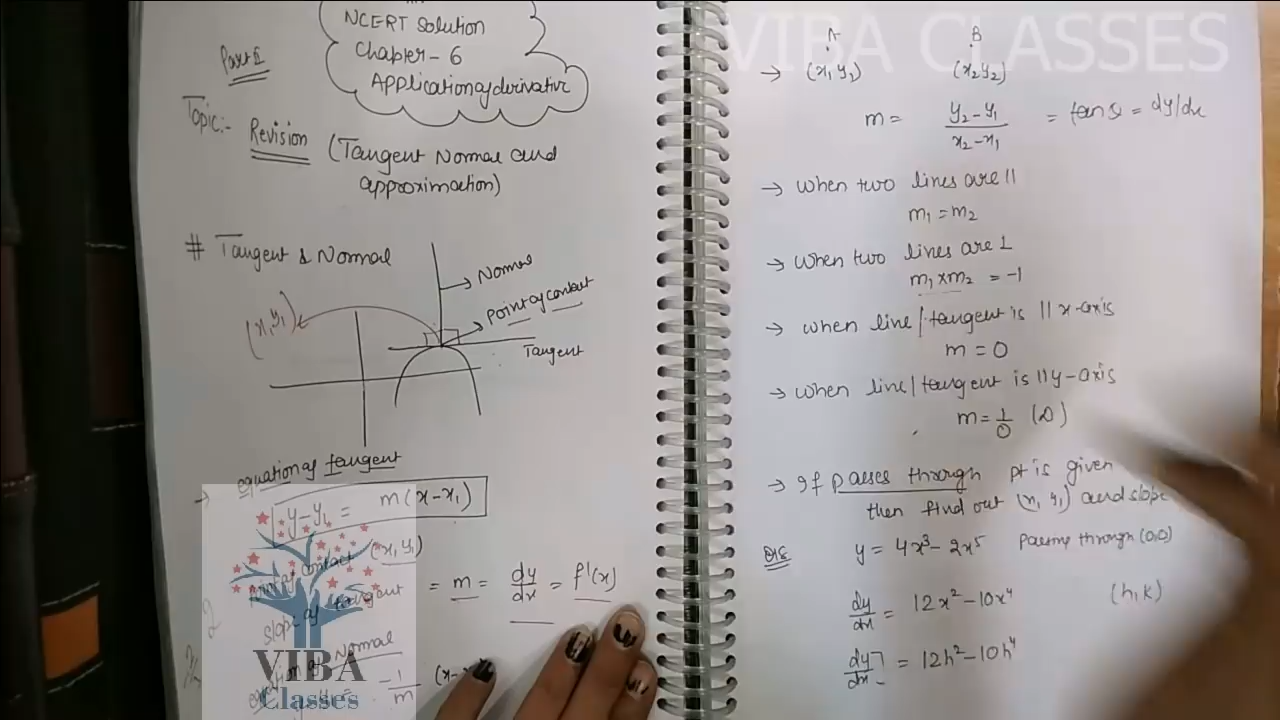 NCERT Solution
Chapter-6
Application of derivative
Part I
Topic:- Revision (Tangent Normal and
approximation)
# Tangent & Normal
Normal
Point of contact
(x1,y1)
Tangent
→ equation of tangent
y-y1 = m(x-x1)
point of contact (x1,y1)
slope of tangent = m = dy/dx = f'(x)
equation of Normal
-1/m (x-
VIBA
Classes
VIBA CLASSES
A B
→ (x1 y1) (x2 y2)
m = y2-y1/x2-x1 = tan θ = dy/dx
→ when two lines are ||
m1 = m2
→ when two lines are ⊥
m1 x m2 = -1
→ when line/tangent is || x-axis
m = 0
→ when line/tangent is || y-axis
m = 1/0
→ If passes through pt is given
then find out (x1 y1) and slope
y = 4x³-2x⁵ Passing through (0,0)
dy/dx = 12x²-10x⁴ (h,k)
dy/dx] = 12h²-10h⁴